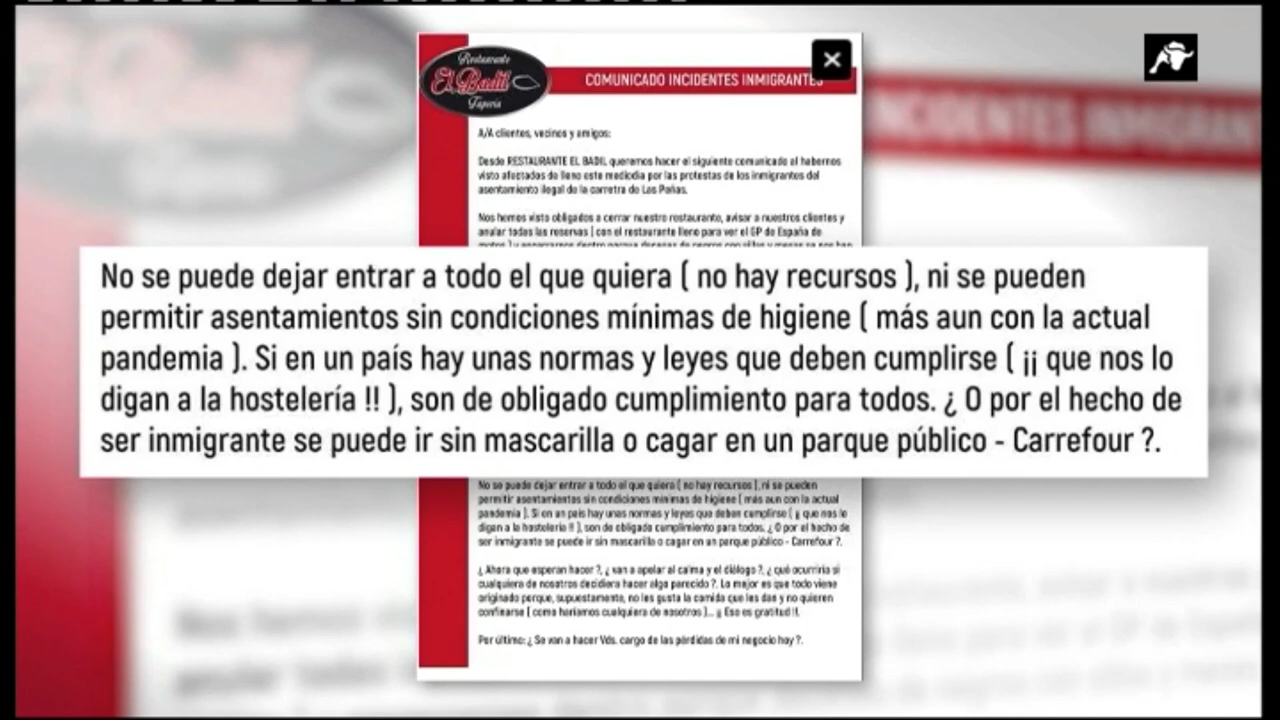 Restaurante
El Badil
Tapería
COMUNICADO INCIDENTES INMIGRANTES
A/A clientes, vecinos y amigos:
Desde RESTAURANTE EL BADIL queremos hacer el siguiente comunicado al habernos
visto afectados de lleno este mediodia por las protestas de los inmigrantes del
asentamiento ilegal de la carretra de Las Peñas.
Nos hemos visto obligados a cerrar nuestro restaurante, avisar a nuestros clientes y
anular todas las reservas ( con el restaurante lleno para ver el GP de España de
No se puede dejar entrar a todo el que quiera ( no hay recursos ), ni se pueden
permitir asentamientos sin condiciones mínimas de higiene ( más aun con la actual
pandemia ). Si en un país hay unas normas y leyes que deben cumplirse ( ¡¡ que nos lo
digan a la hostelería !! ), son de obligado cumplimiento para todos. ¿ O por el hecho de
ser inmigrante se puede ir sin mascarilla o cagar en un parque público - Carrefour ?.
No se puede dejar entrar a todo el que quiera ( no hay recursos ), ni se pueden
permitir asentamientos sin condiciones mínimas de higiene ( más aun con la actual
pandemia ). Si en un país hay unas normas y leyes que deben cumplirse ( ¡¡ que nos lo
digan a la hostelería !! ), son de obligado cumplimiento para todos. ¿ O por el hecho de
ser inmigrante se puede ir sin mascarilla o cagar en un parque público - Carrefour ?.
¿ Ahora que esperan hacer ?, ¿ van a apelar al calma y el diálogo ?, ¿ qué ocurriría si
cualquiera de nosotros decidiera hacer algo parecido ?. Lo mejor es que todo viene
originado porque, supuestamente, no les gusta la comida que les dan y no quieren
confinarse ( como haríamos cualquiera de nosotros )... ¡¡ Eso es gratitud !!.
Por último: ¿ Se van a hacer Vds. cargo de las pérdidas de mi negocio hoy ?.
INCIDENTES INMIGRAN